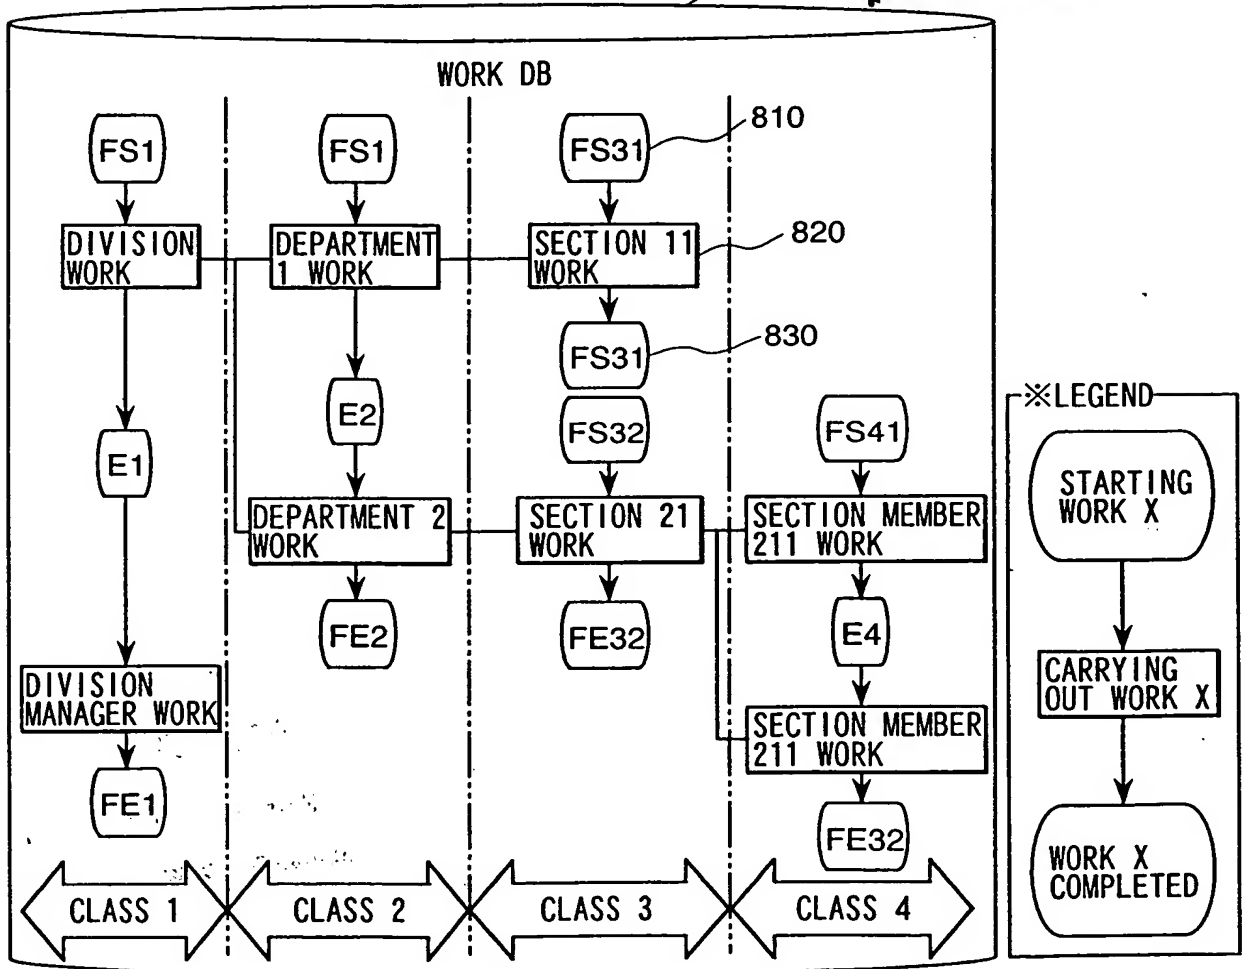 WORK DB
FS1
DIVISION
WORK
E1
DIVISION
MANAGER WORK
FE1
CLASS 1
FS1
DEPARTMENT
1 WORK
E2
DEPARTMENT 2
WORK
FE2
CLASS 2
FS31
810
SECTION 11
WORK
820
FS31
830
FS32
SECTION 21
WORK
FE32
CLASS 3
FS41
SECTION MEMBER
211 WORK
E4
SECTION MEMBER
211 WORK
FE32
CLASS 4
※LEGEND
STARTING
WORK X
CARRYING
OUT WORK X
WORK X
COMPLETED